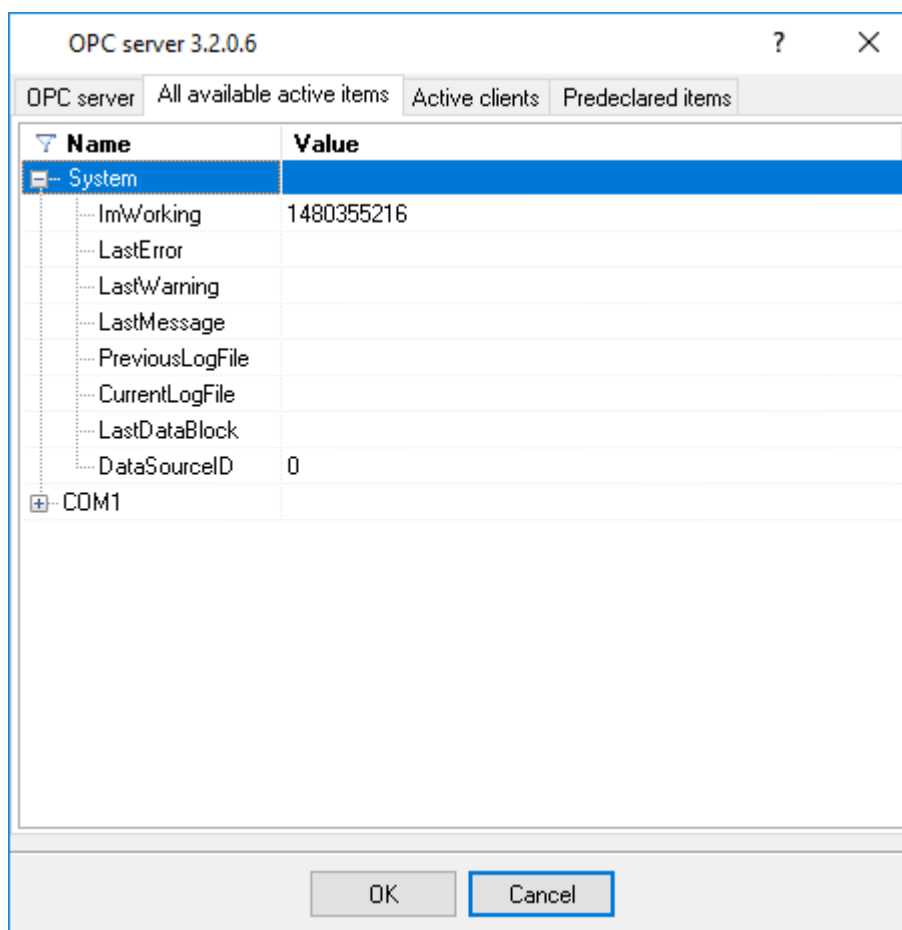 OPC server 3.2.0.6 ?
OPC server All available active items Active clients Predeclared items
Name Value
System
ImWorking 1480355216
LastError
LastWarning
LastMessage
PreviousLogFile
CurrentLogFile
LastDataBlock
DataSourceID 0
COM1
OK Cancel